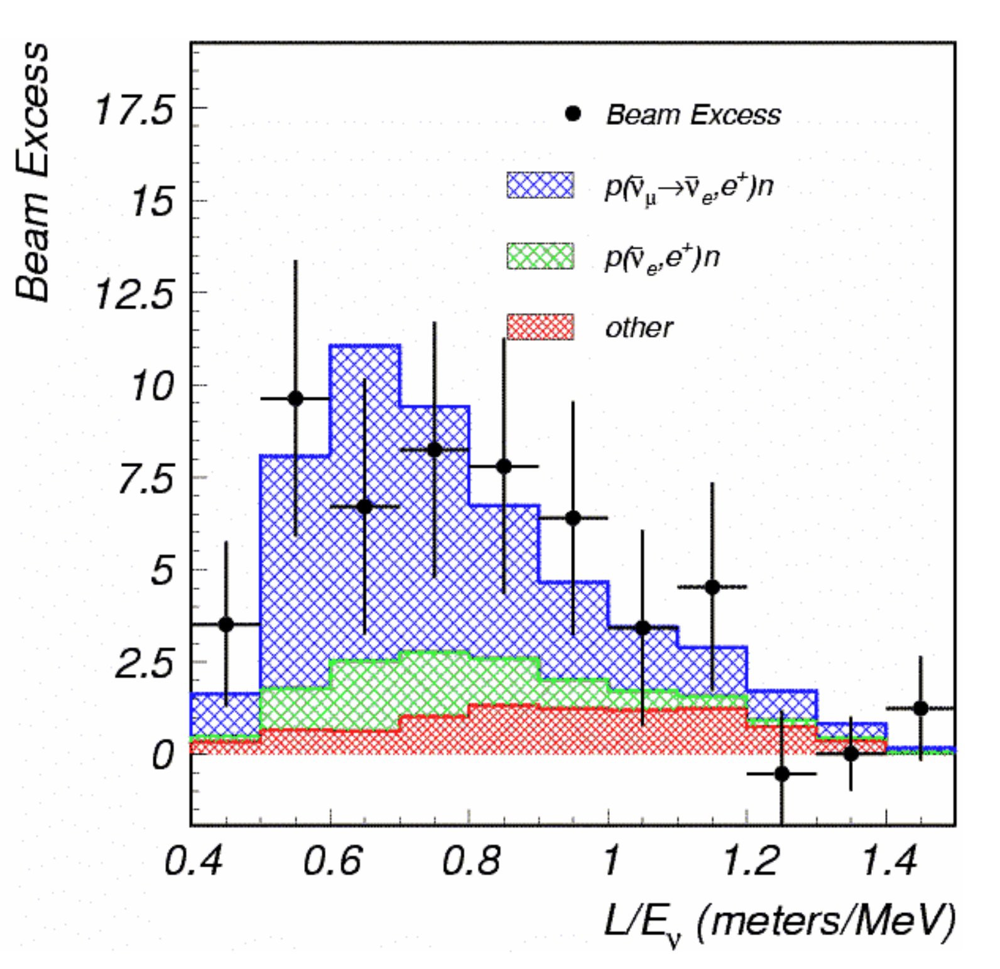 Beam Excess
17.5
15
12.5
10
7.5
5
2.5
0
Beam Excess
p(ν̄μ→ν̄e,e+)n
p(ν̄e,e+)n
other
0.4 0.6 0.8 1 1.2 1.4
L/Eν (meters/MeV)